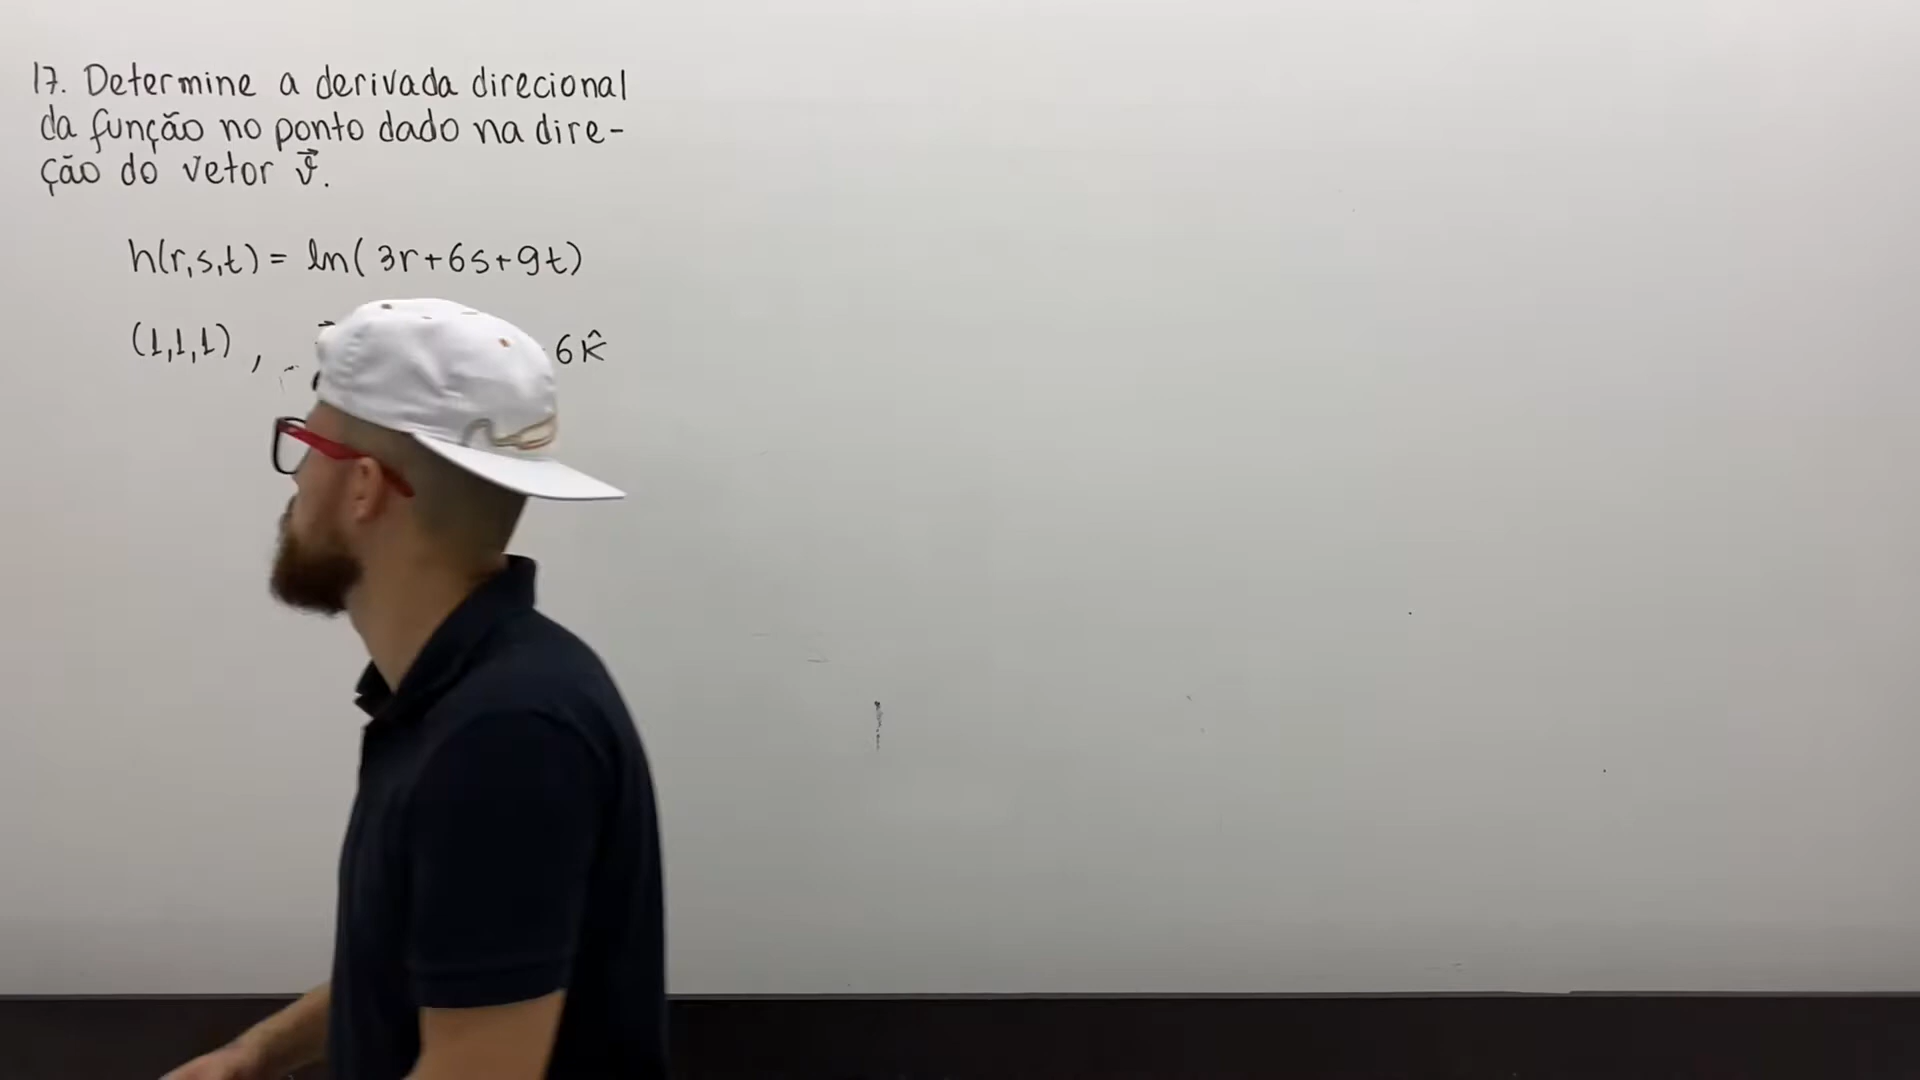 17. Determine a derivada direcional
da função no ponto dado na dire-
ção do vetor v⃗.
h(r,s,t) = ln( 3r+6s+9t)
(1,1,1) , 6k̂